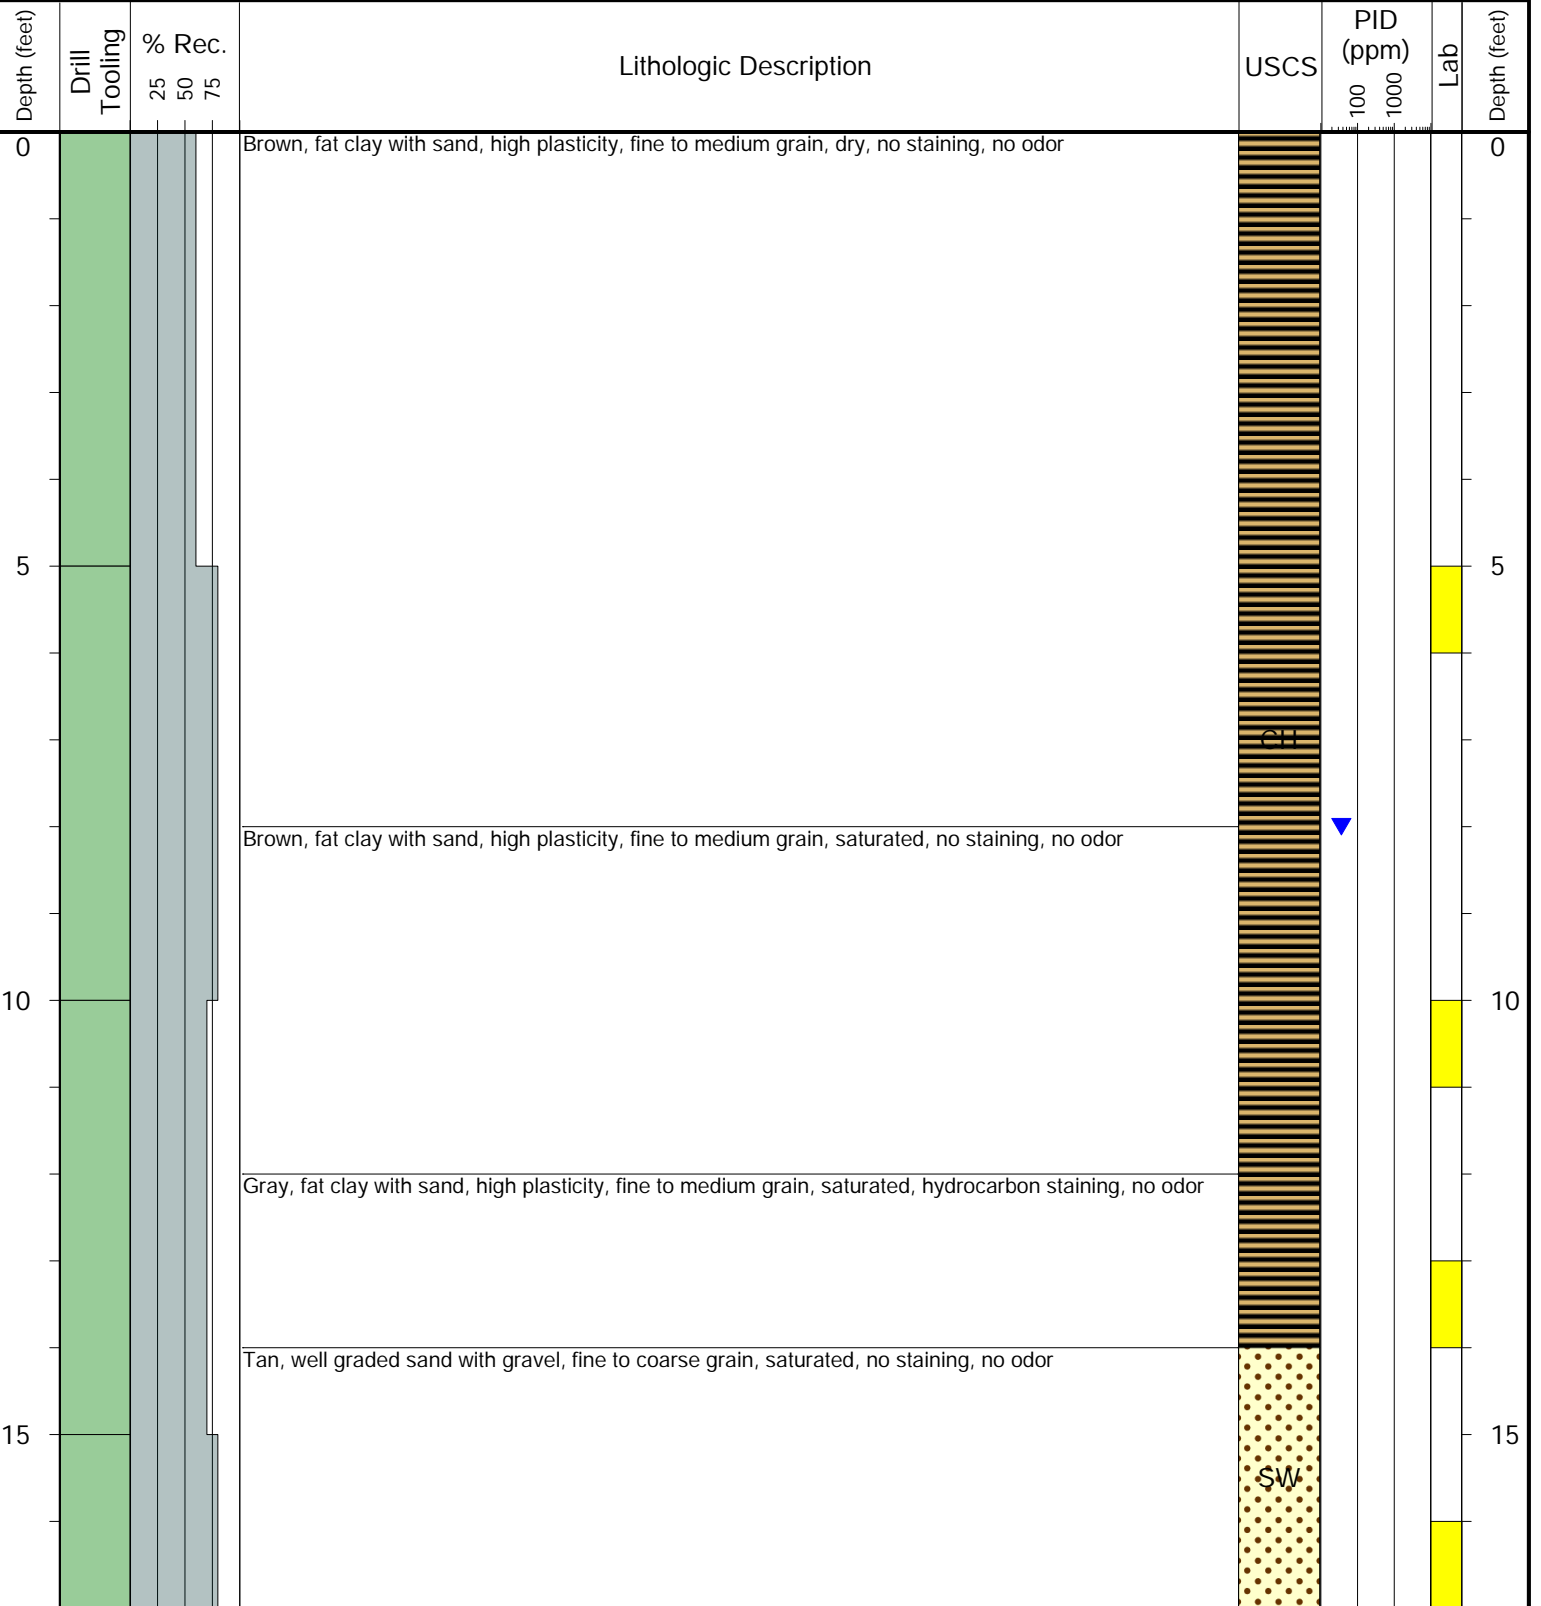 Depth (feet)
Drill
Tooling
% Rec.
25 50 75
Lithologic Description
USCS
PID
(ppm)
100 1000
Lab
Depth (feet)
0 Brown, fat clay with sand, high plasticity, fine to medium grain, dry, no staining, no odor 0
5 5
CH
Brown, fat clay with sand, high plasticity, fine to medium grain, saturated, no staining, no odor
10 10
Gray, fat clay with sand, high plasticity, fine to medium grain, saturated, hydrocarbon staining, no odor
Tan, well graded sand with gravel, fine to coarse grain, saturated, no staining, no odor
15 15
SW